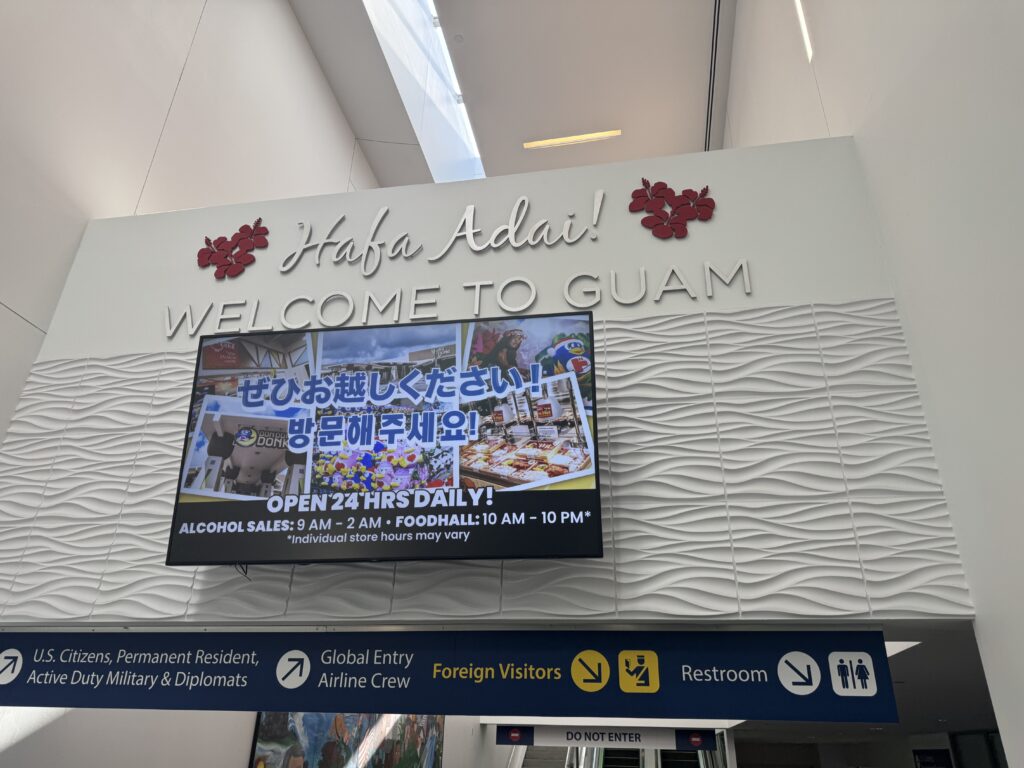 Hafa Adai!
WELCOME TO GUAM
ぜひお越しください!
방문해주세요!
OPEN 24 HRS DAILY!
ALCOHOL SALES: 9 AM - 2 AM • FOODHALL: 10 AM - 10 PM*
*Individual store hours may vary
U.S. Citizens, Permanent Resident,
Active Duty Military & Diplomats
Global Entry
Airline Crew
Foreign Visitors
Restroom
DO NOT ENTER